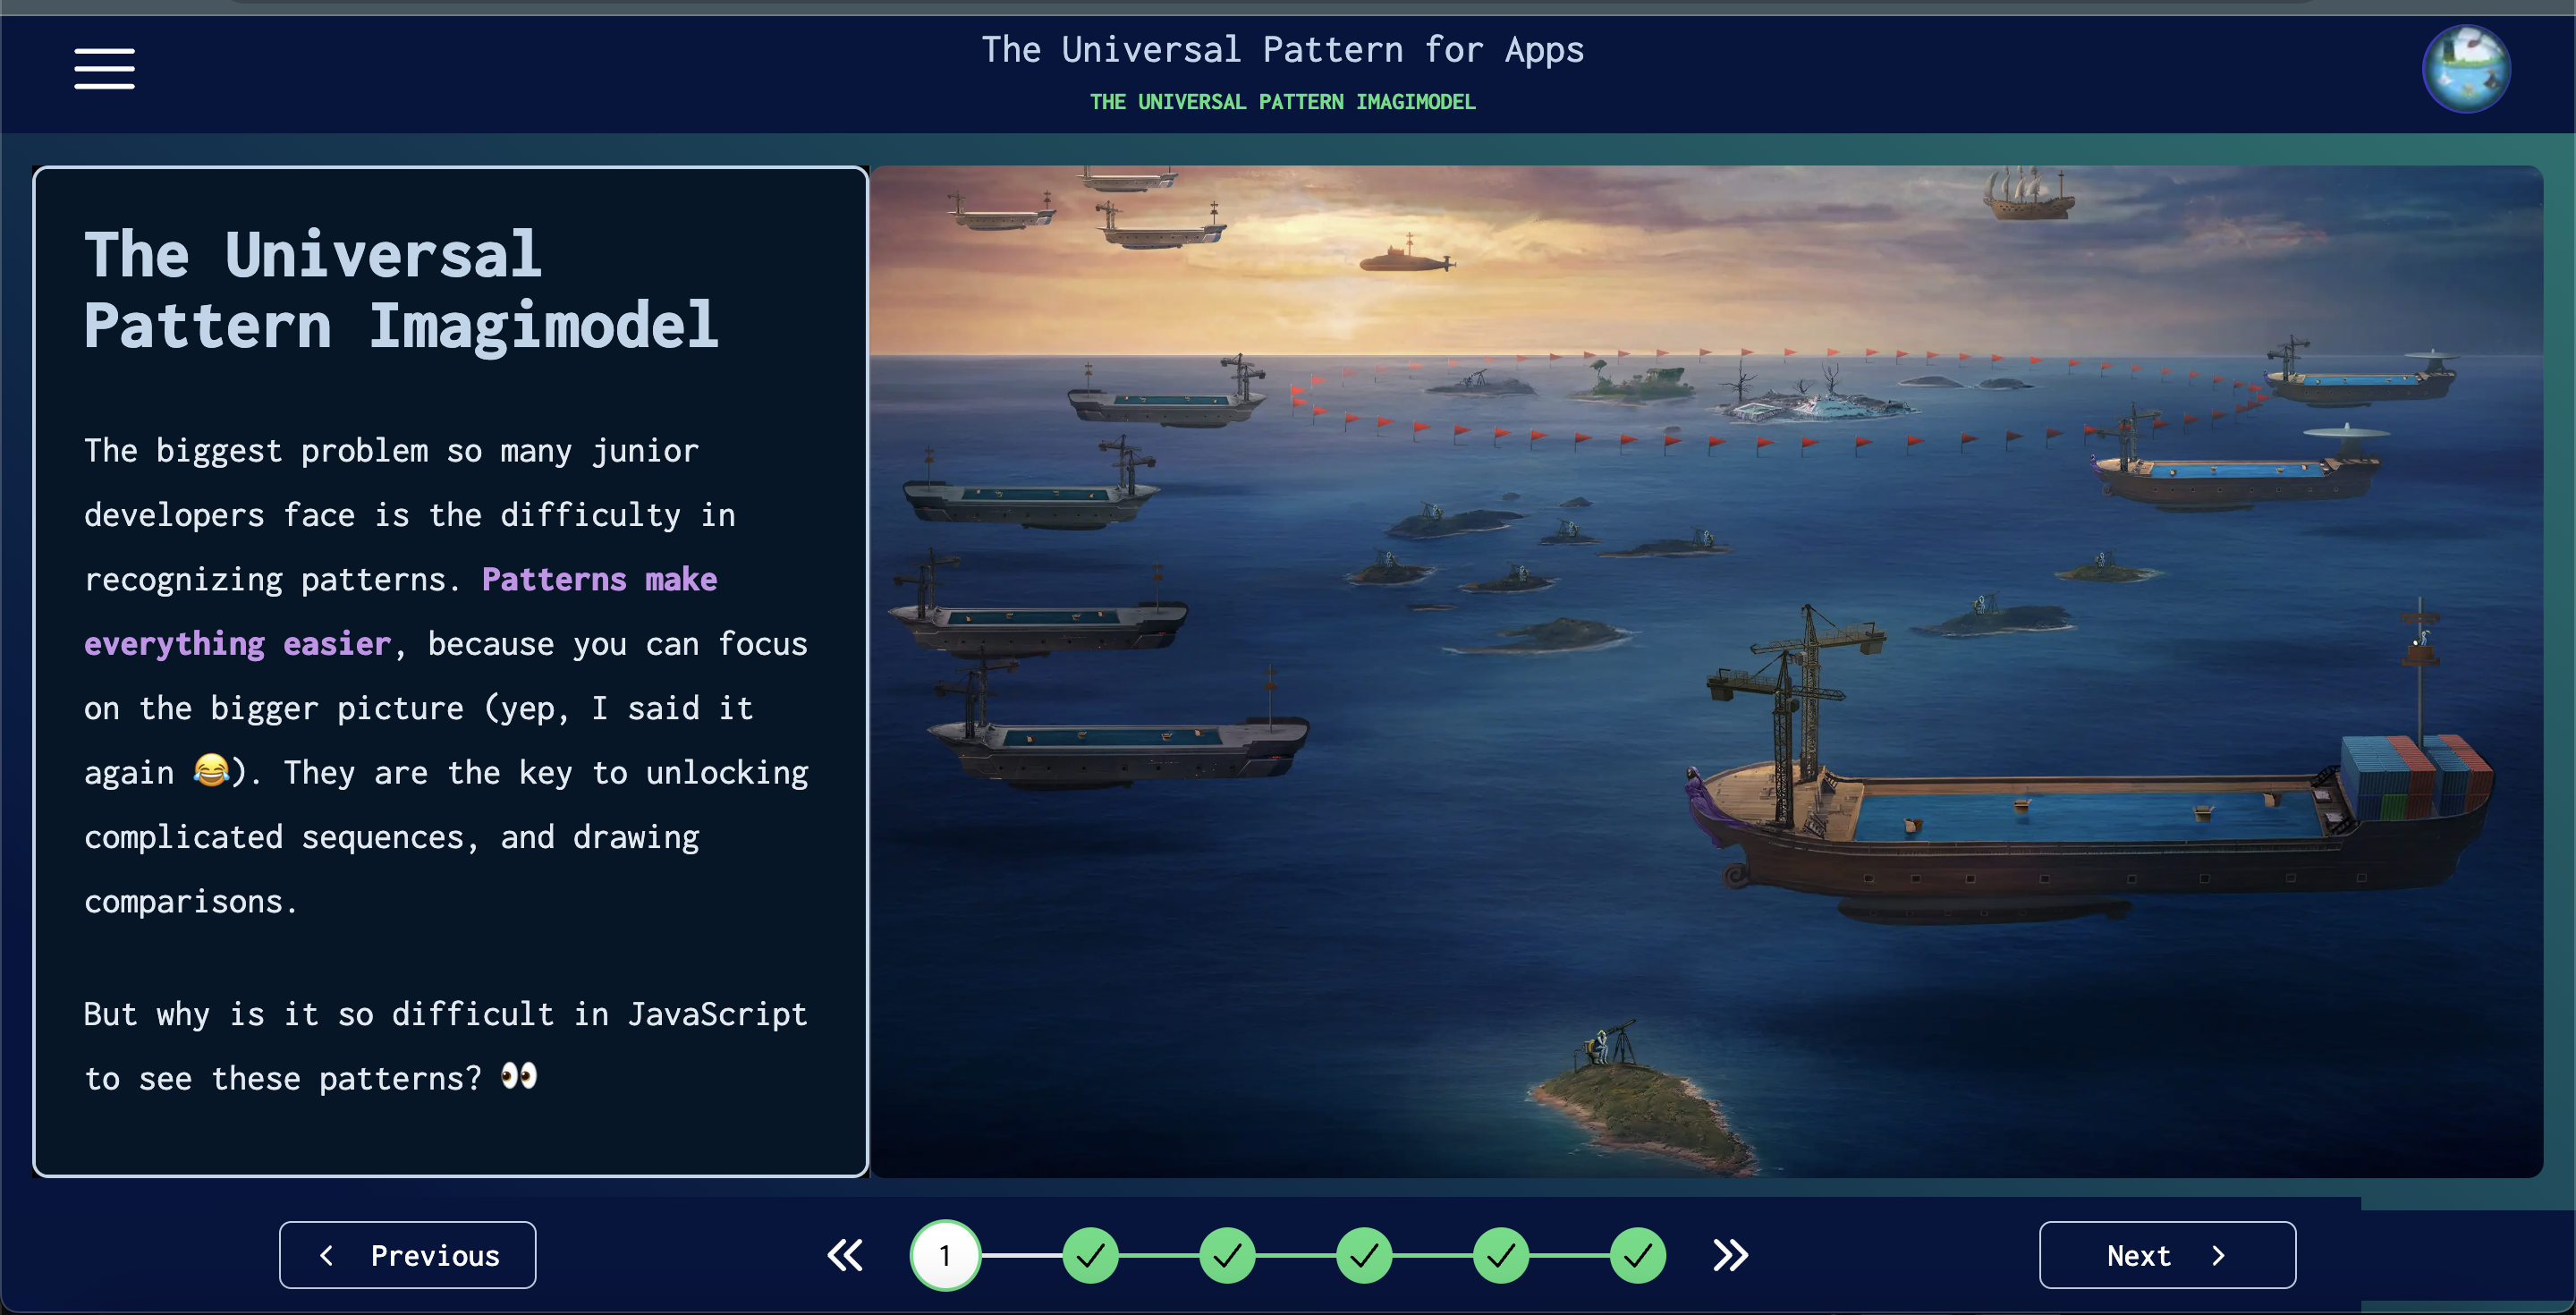 The Universal Pattern for Apps
THE UNIVERSAL PATTERN IMAGIMODEL
The Universal
Pattern Imagimodel
The biggest problem so many junior
developers face is the difficulty in
recognizing patterns. Patterns make
everything easier, because you can focus
on the bigger picture (yep, I said it
again 😂). They are the key to unlocking
complicated sequences, and drawing
comparisons.
But why is it so difficult in JavaScript
to see these patterns? 👀
Previous
1
Next